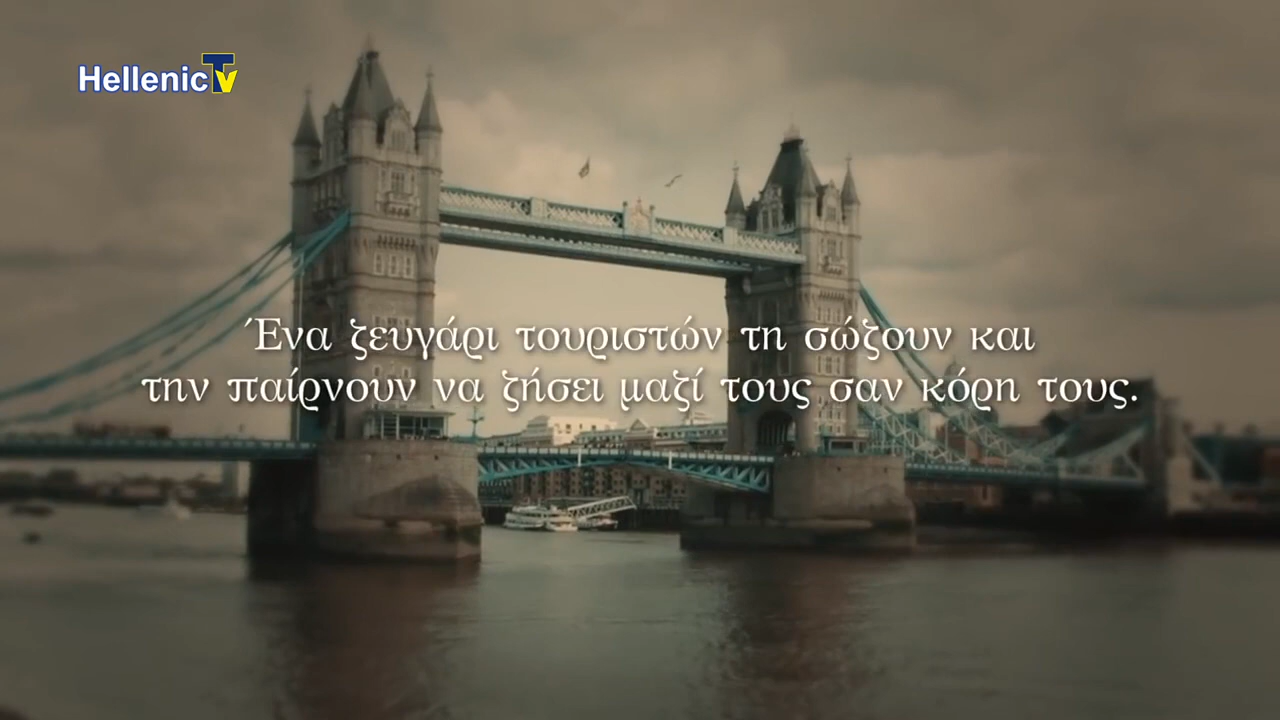 HellenicTv
Ένα ζευγάρι τουριστών τη σώζουν και
την παίρνουν να ζήσει μαζί τους σαν κόρη τους.